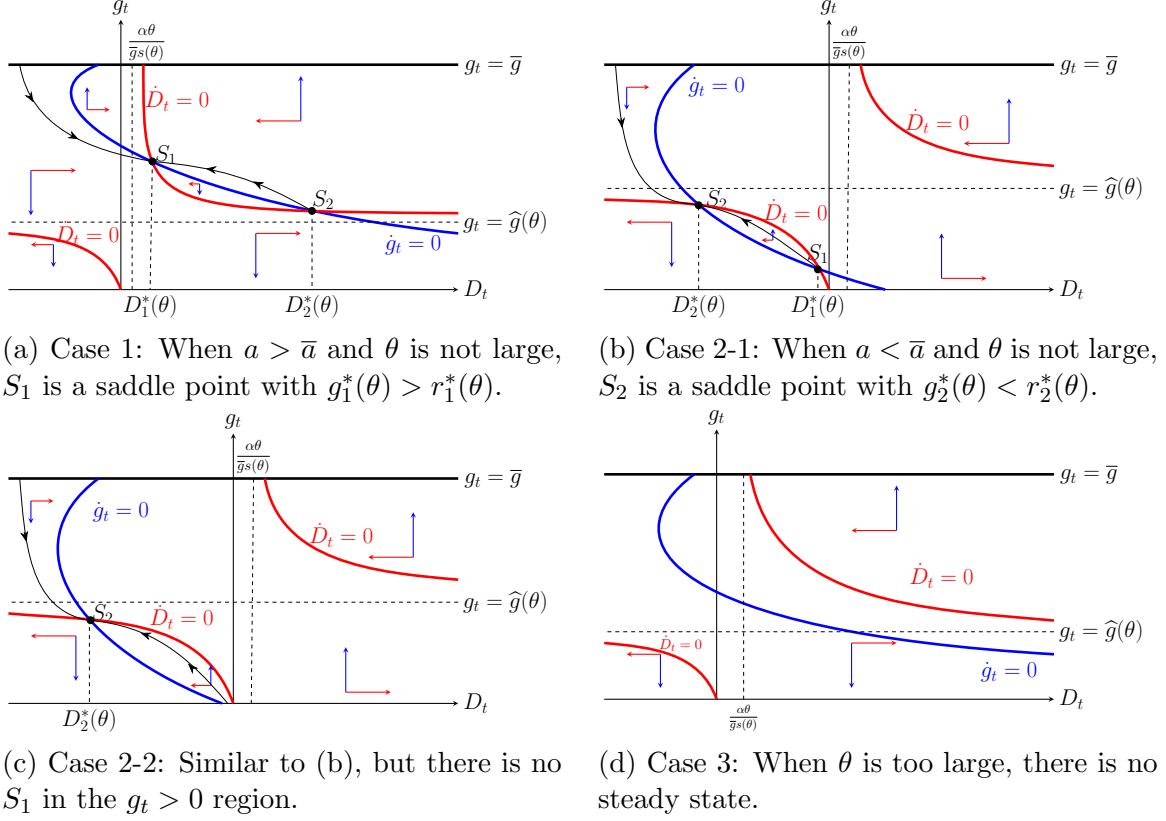 g_t
\frac{αθ}{\overline{g}s(θ)}
g_t = \overline{g}
\dot{D}_t = 0
S_1
S_2
g_t = \widehat{g}(θ)
\dot{D}_t = 0
\dot{g}_t = 0
D_t
D_1^*(θ)
D_2^*(θ)
(a) Case 1: When a > \overline{a} and θ is not large,
S_1 is a saddle point with g_1^*(θ) > r_1^*(θ).
g_t
\frac{αθ}{\overline{g}s(θ)}
g_t = \overline{g}
\dot{g}_t = 0
\dot{D}_t = 0
g_t = \widehat{g}(θ)
S_2
\dot{D}_t = 0
S_1
D_t
D_2^*(θ)
D_1^*(θ)
(b) Case 2-1: When a < \overline{a} and θ is not large,
S_2 is a saddle point with g_2^*(θ) < r_2^*(θ).
g_t
\frac{αθ}{\overline{g}s(θ)}
g_t = \overline{g}
\dot{g}_t = 0
\dot{D}_t = 0
g_t = \widehat{g}(θ)
S_2
\dot{D}_t = 0
D_t
D_2^*(θ)
(c) Case 2-2: Similar to (b), but there is no
S_1 in the g_t > 0 region.
g_t
g_t = \overline{g}
\dot{D}_t = 0
g_t = \widehat{g}(θ)
\dot{D}_t = 0
\dot{g}_t = 0
D_t
\frac{αθ}{\overline{g}s(θ)}
(d) Case 3: When θ is too large, there is no
steady state.